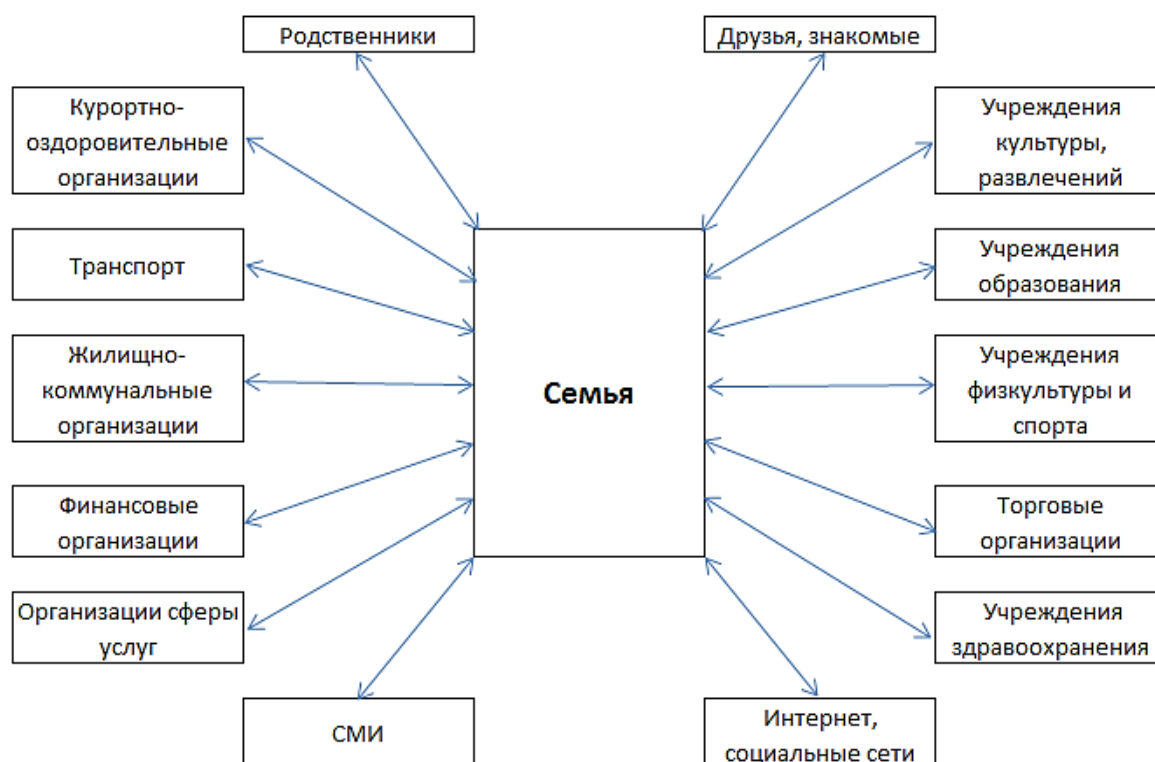 Родственники
Друзья, знакомые
Курортно-
оздоровительные
организации
Учреждения
культуры,
развлечений
Транспорт
Учреждения
образования
Жилищно-
коммунальные
организации
Семья
Учреждения
физкультуры и
спорта
Финансовые
организации
Торговые
организации
Организации сферы
услуг
Учреждения
здравоохранения
СМИ
Интернет,
социальные сети